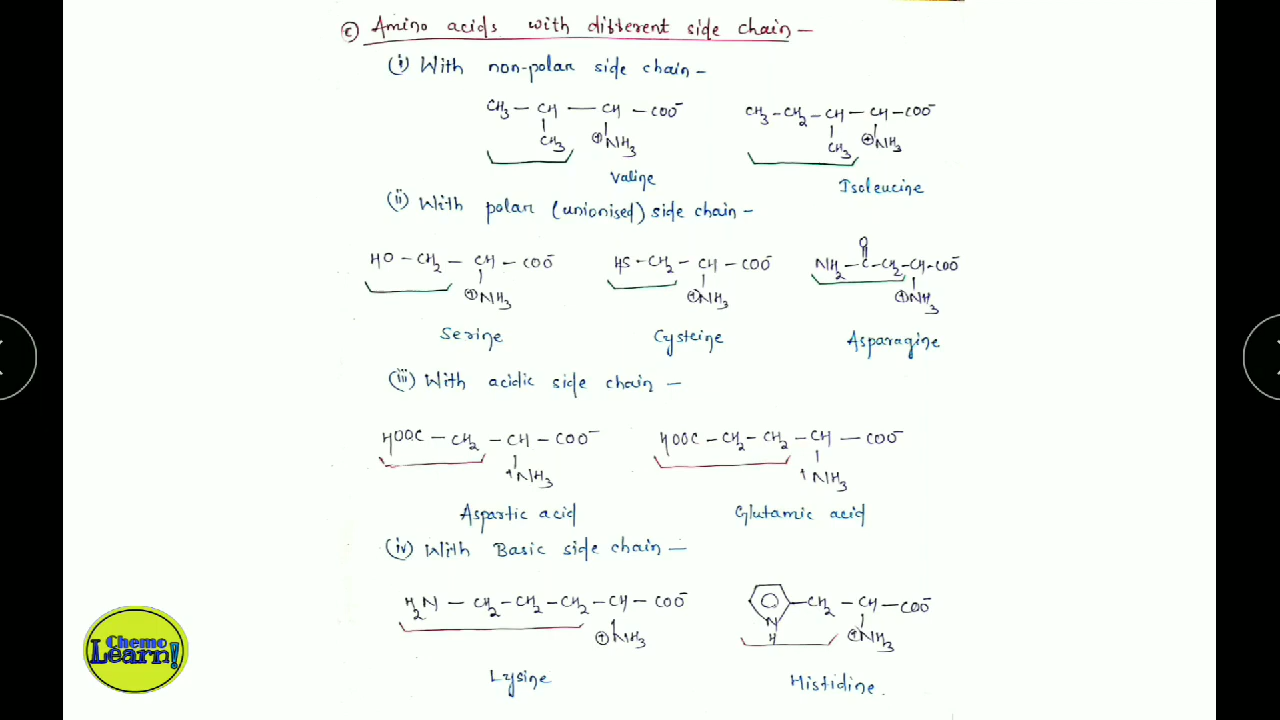 (c) Amino acids with different side chain -
(i) With non-polar side chain -
CH3 - CH - CH - COO⁻ CH3 - CH2 - CH - CH - COO⁻
CH3 ⊕NH3 CH3 ⊕NH3
Valine Isoleucine
(ii) With polar (unionised) side chain -
HO - CH2 - CH - COO⁻ HS - CH2 - CH - COO⁻ NH2 - C - CH2 - CH - COO⁻
O
⊕NH3 ⊕NH3 ⊕NH3
Serine Cysteine Asparagine
(iii) With acidic side chain -
HOOC - CH2 - CH - COO⁻ HOOC - CH2 - CH2 - CH - COO⁻
+NH3 +NH3
Aspartic acid Glutamic acid
(iv) With Basic side chain -
H2N - CH2 - CH2 - CH2 - CH - COO⁻ CH2 - CH - COO⁻
⊕NH3 N H ⊕NH3
Lysine Histidine.
Chemo
Learn!